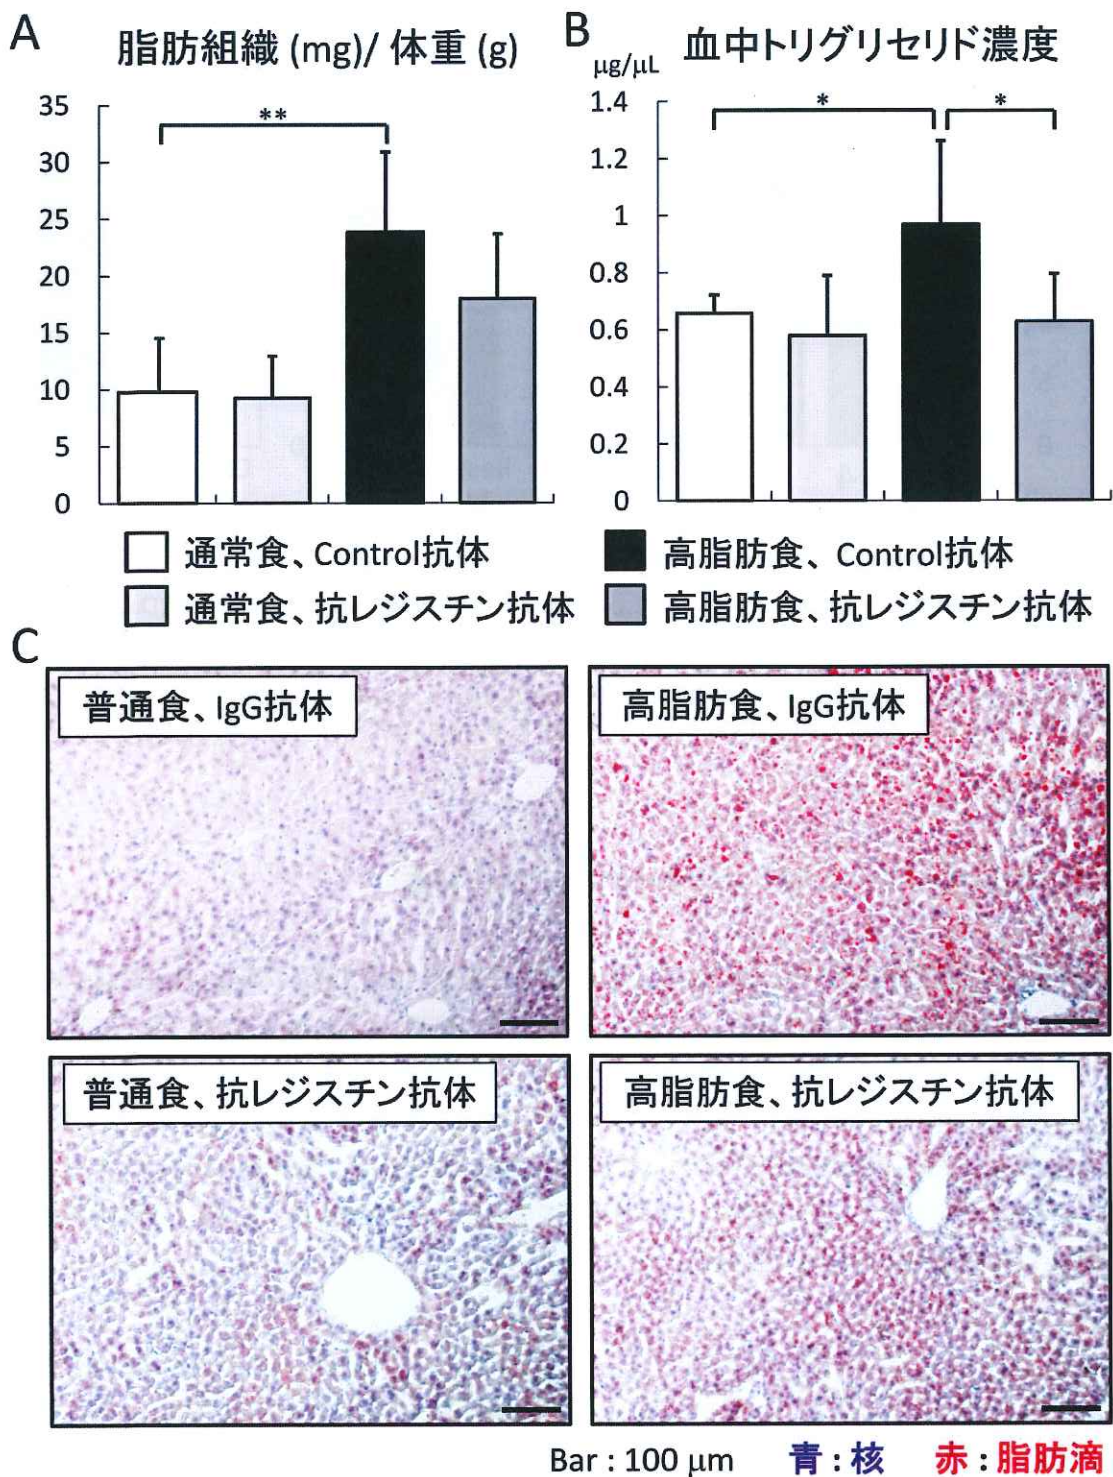 A
脂肪組織 (mg)/ 体重 (g)
35
30
25
20
15
10
5
0
**
B
μg/μL
血中トリグリセリド濃度
1.4
1.2
1
0.8
0.6
0.4
0.2
0
*
*
通常食、Control抗体
高脂肪食、Control抗体
通常食、抗レジスチン抗体
高脂肪食、抗レジスチン抗体
C
普通食、IgG抗体
高脂肪食、IgG抗体
普通食、抗レジスチン抗体
高脂肪食、抗レジスチン抗体
Bar : 100 μm 青 : 核 赤 : 脂肪滴